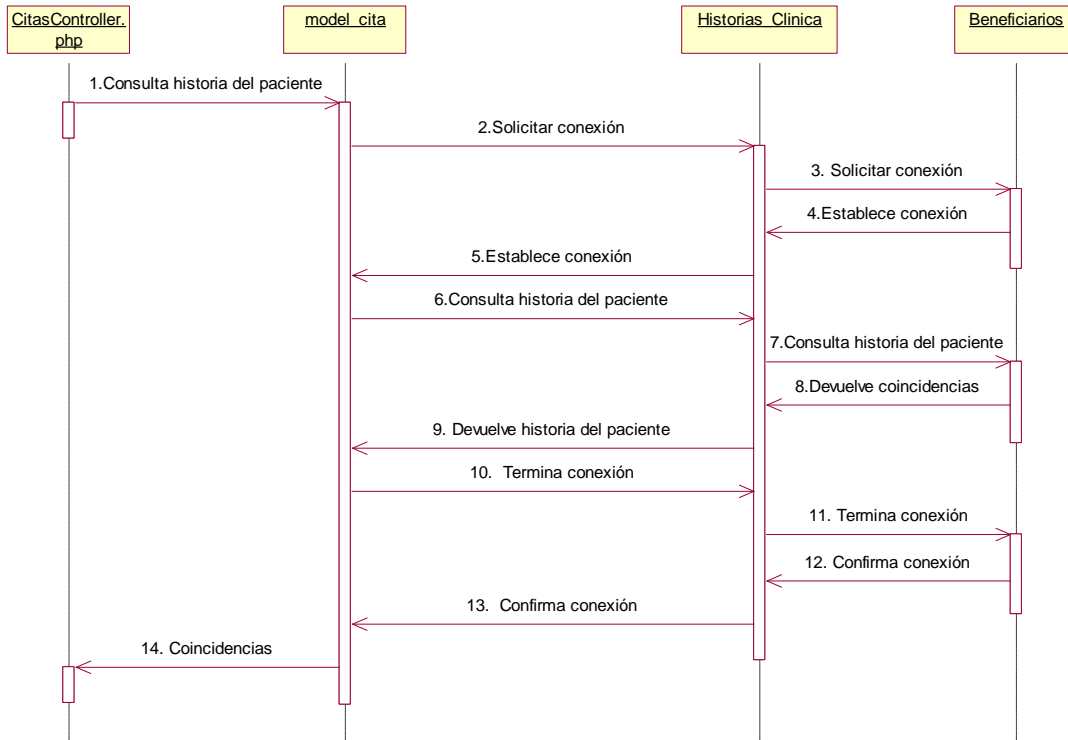 CitasController.
php
model_cita
Historias_Clinica
Beneficiarios
1.Consulta historia del paciente
2.Solicitar conexión
3. Solicitar conexión
4.Establece conexión
5.Establece conexión
6.Consulta historia del paciente
7.Consulta historia del paciente
8.Devuelve coincidencias
9. Devuelve historia del paciente
10. Termina conexión
11. Termina conexión
12. Confirma conexión
13. Confirma conexión
14. Coincidencias